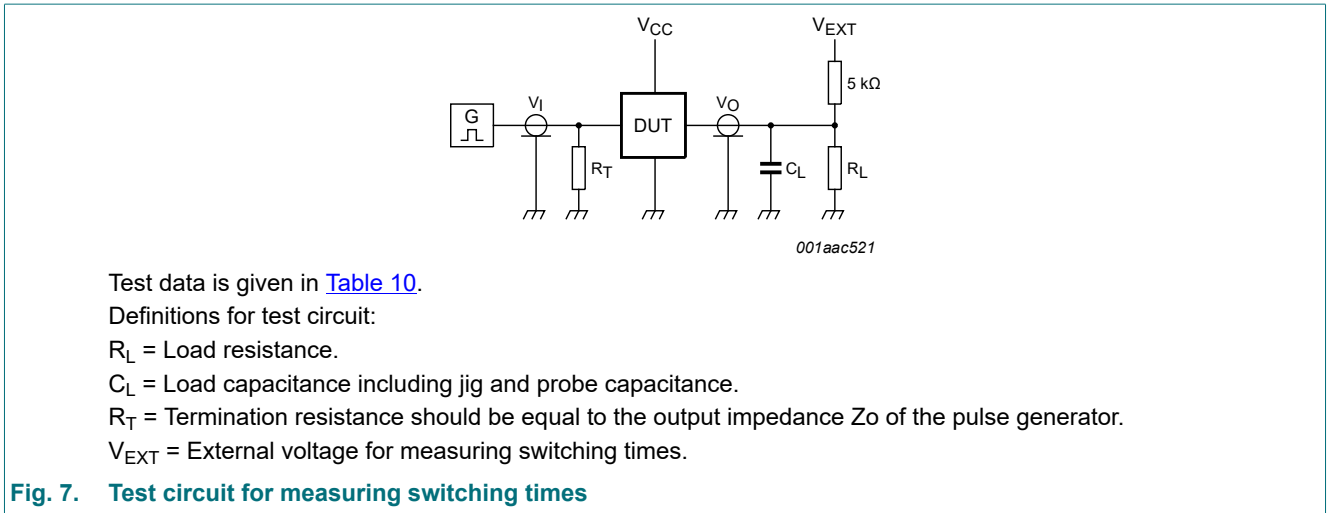 VCC
VEXT
5 kΩ
G
VI
DUT
VO
RT
CL
RL
001aac521
Test data is given in Table 10.
Definitions for test circuit:
RL = Load resistance.
CL = Load capacitance including jig and probe capacitance.
RT = Termination resistance should be equal to the output impedance Zo of the pulse generator.
VEXT = External voltage for measuring switching times.
Fig. 7. Test circuit for measuring switching times